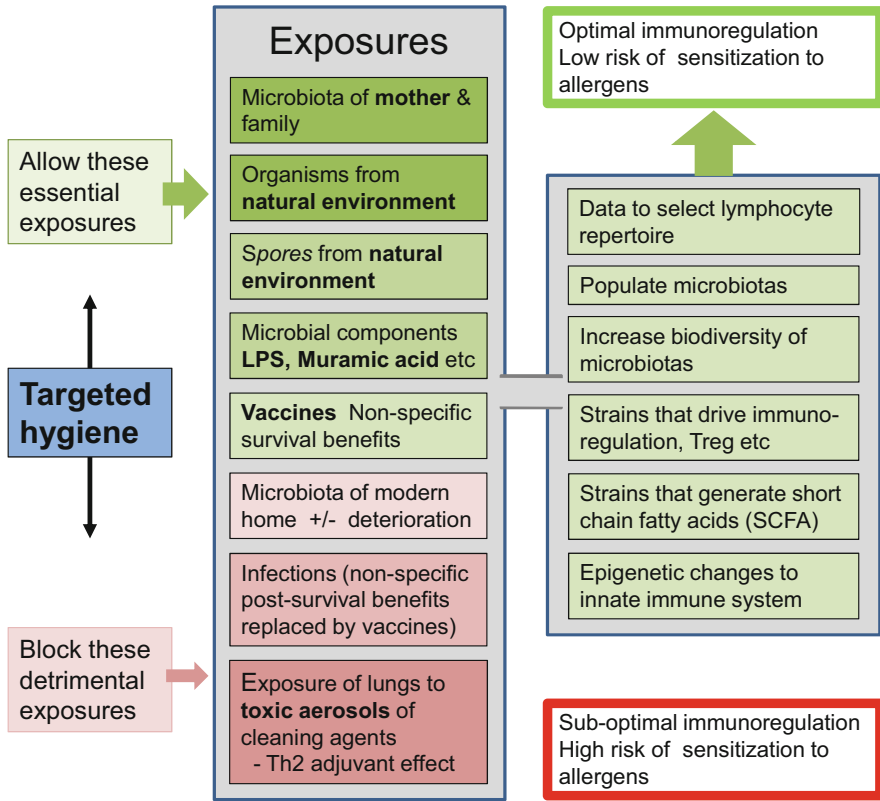 Exposures
Microbiota of mother &
family
Organisms from
natural environment
Spores from natural
environment
Microbial components
LPS, Muramic acid etc
Vaccines Non-specific
survival benefits
Microbiota of modern
home +/- deterioration
Infections (non-specific
post-survival benefits
replaced by vaccines)
Exposure of lungs to
toxic aerosols of
cleaning agents
- Th2 adjuvant effect
Allow these
essential
exposures
Targeted
hygiene
Block these
detrimental
exposures
Optimal immunoregulation
Low risk of sensitization to
allergens
Data to select lymphocyte
repertoire
Populate microbiotas
Increase biodiversity of
microbiotas
Strains that drive immuno-
regulation, Treg etc
Strains that generate short
chain fatty acids (SCFA)
Epigenetic changes to
innate immune system
Sub-optimal immunoregulation
High risk of sensitization to
allergens